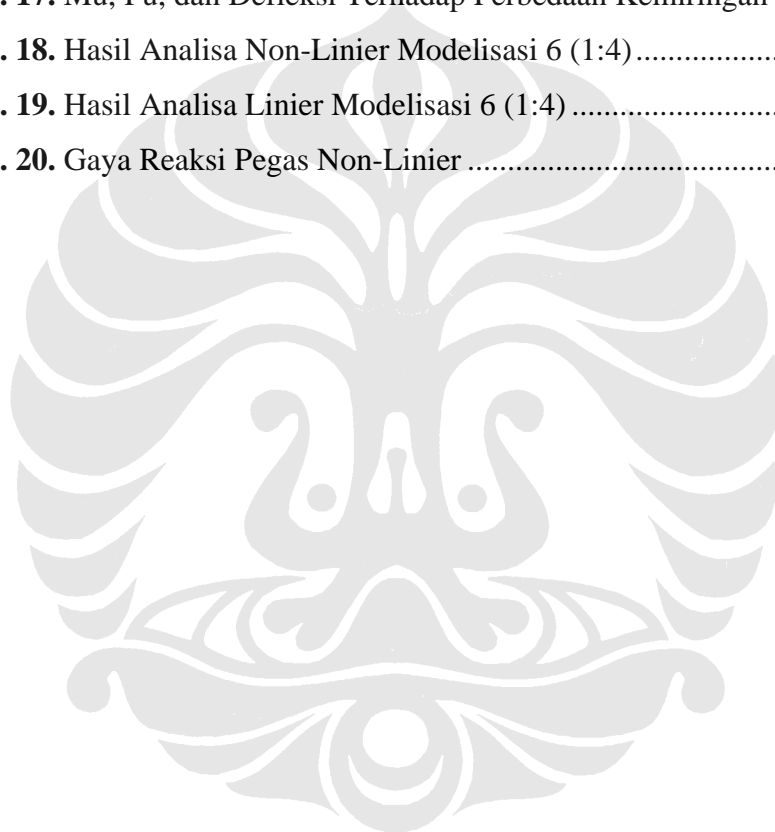 . 17. Mu, Pu, dan Defleksi Terhadap Perbedaan Kemiringan
. 18. Hasil Analisa Non-Linier Modelisasi 6 (1:4)..................
. 19. Hasil Analisa Linier Modelisasi 6 (1:4) ..........................
. 20. Gaya Reaksi Pegas Non-Linier .......................................